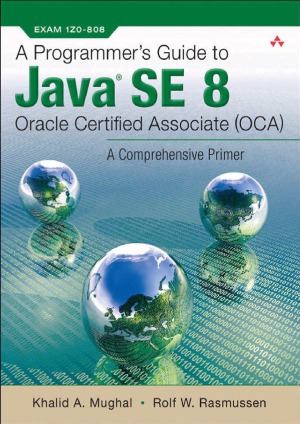 EXAM 1Z0-808
A Programmer's Guide to
Java® SE 8
Oracle Certified Associate (OCA)
A Comprehensive Primer
Khalid A. Mughal • Rolf W. Rasmussen